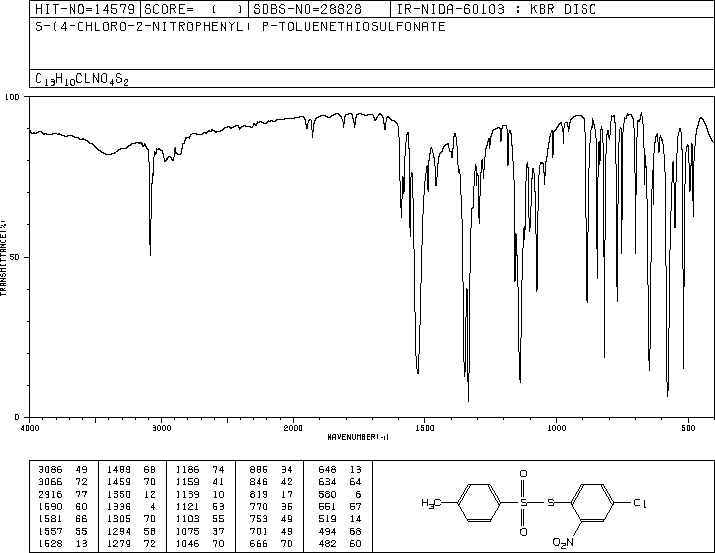 HIT-NO=14579 SCORE= ( ) SDBS-NO=28828 IR-NIDA-60103 : KBR DISC
S-(4-CHLORO-2-NITROPHENYL) P-TOLUENETHIOSULFONATE
C13H10CLNO4S2
100
50
0
TRANSMITTANCE(%)
4000 3000 2000 1500 1000 500
WAVENUMBER(-1)
3086 49 1489 68 1186 74 886 34 648 13
3066 72 1459 70 1159 41 846 42 634 64
2916 77 1350 12 1139 10 819 17 580 6
1590 60 1336 4 1121 53 770 36 551 57
1581 66 1305 70 1103 55 753 49 519 14
1557 55 1294 58 1075 37 701 49 494 68
1528 13 1279 72 1046 70 666 70 482 60
H3C O S O S Cl O2N